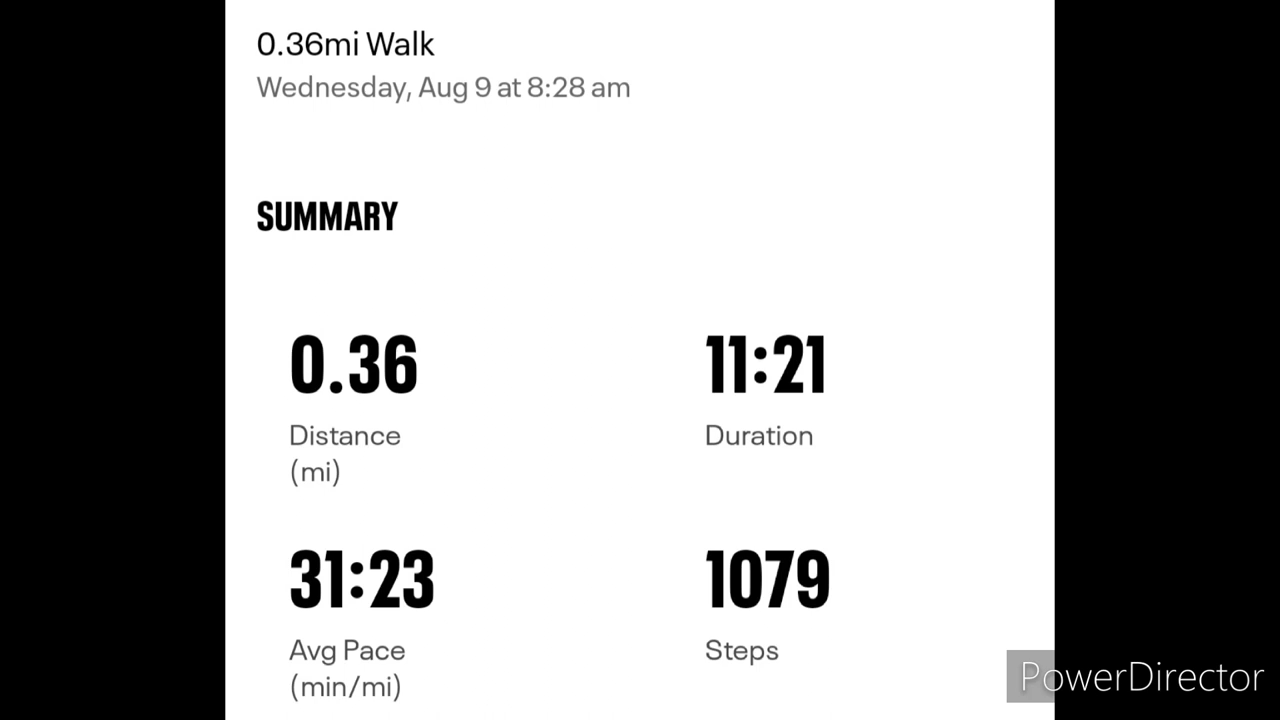 0.36mi Walk
Wednesday, Aug 9 at 8:28 am
SUMMARY
0.36
Distance
(mi)
11:21
Duration
31:23
Avg Pace
(min/mi)
1079
Steps
PowerDirector